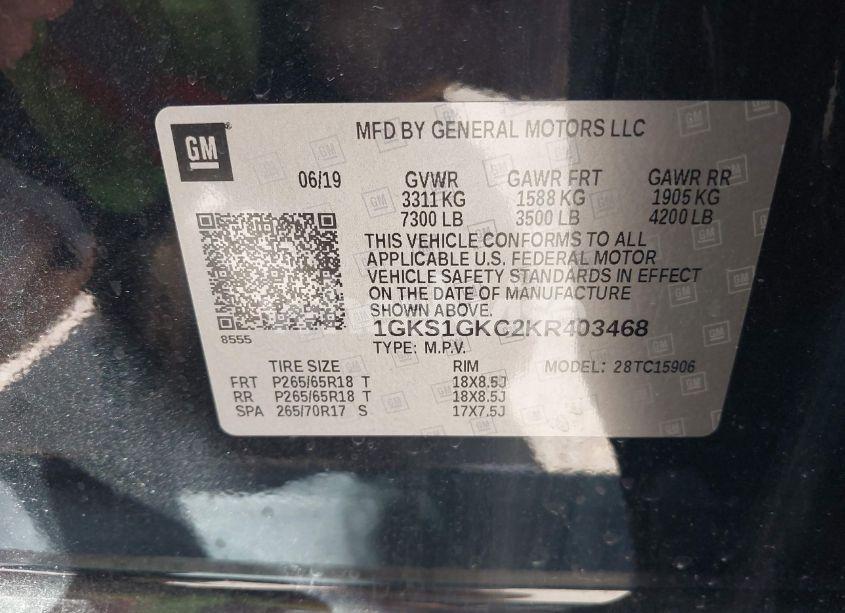 GM
MFD BY GENERAL MOTORS LLC
06/19 GVWR GAWR FRT GAWR RR
3311 KG 1588 KG 1905 KG
7300 LB 3500 LB 4200 LB
THIS VEHICLE CONFORMS TO ALL
APPLICABLE U.S. FEDERAL MOTOR
VEHICLE SAFETY STANDARDS IN EFFECT
ON THE DATE OF MANUFACTURE
SHOWN ABOVE.
8555
1GKS1GKC2KR403468
TYPE: M.P.V.
TIRE SIZE RIM MODEL: 28TC15906
FRT P265/65R18 T 18X8.5J
RR P265/65R18 T 18X8.5J
SPA 265/70R17 S 17X7.5J